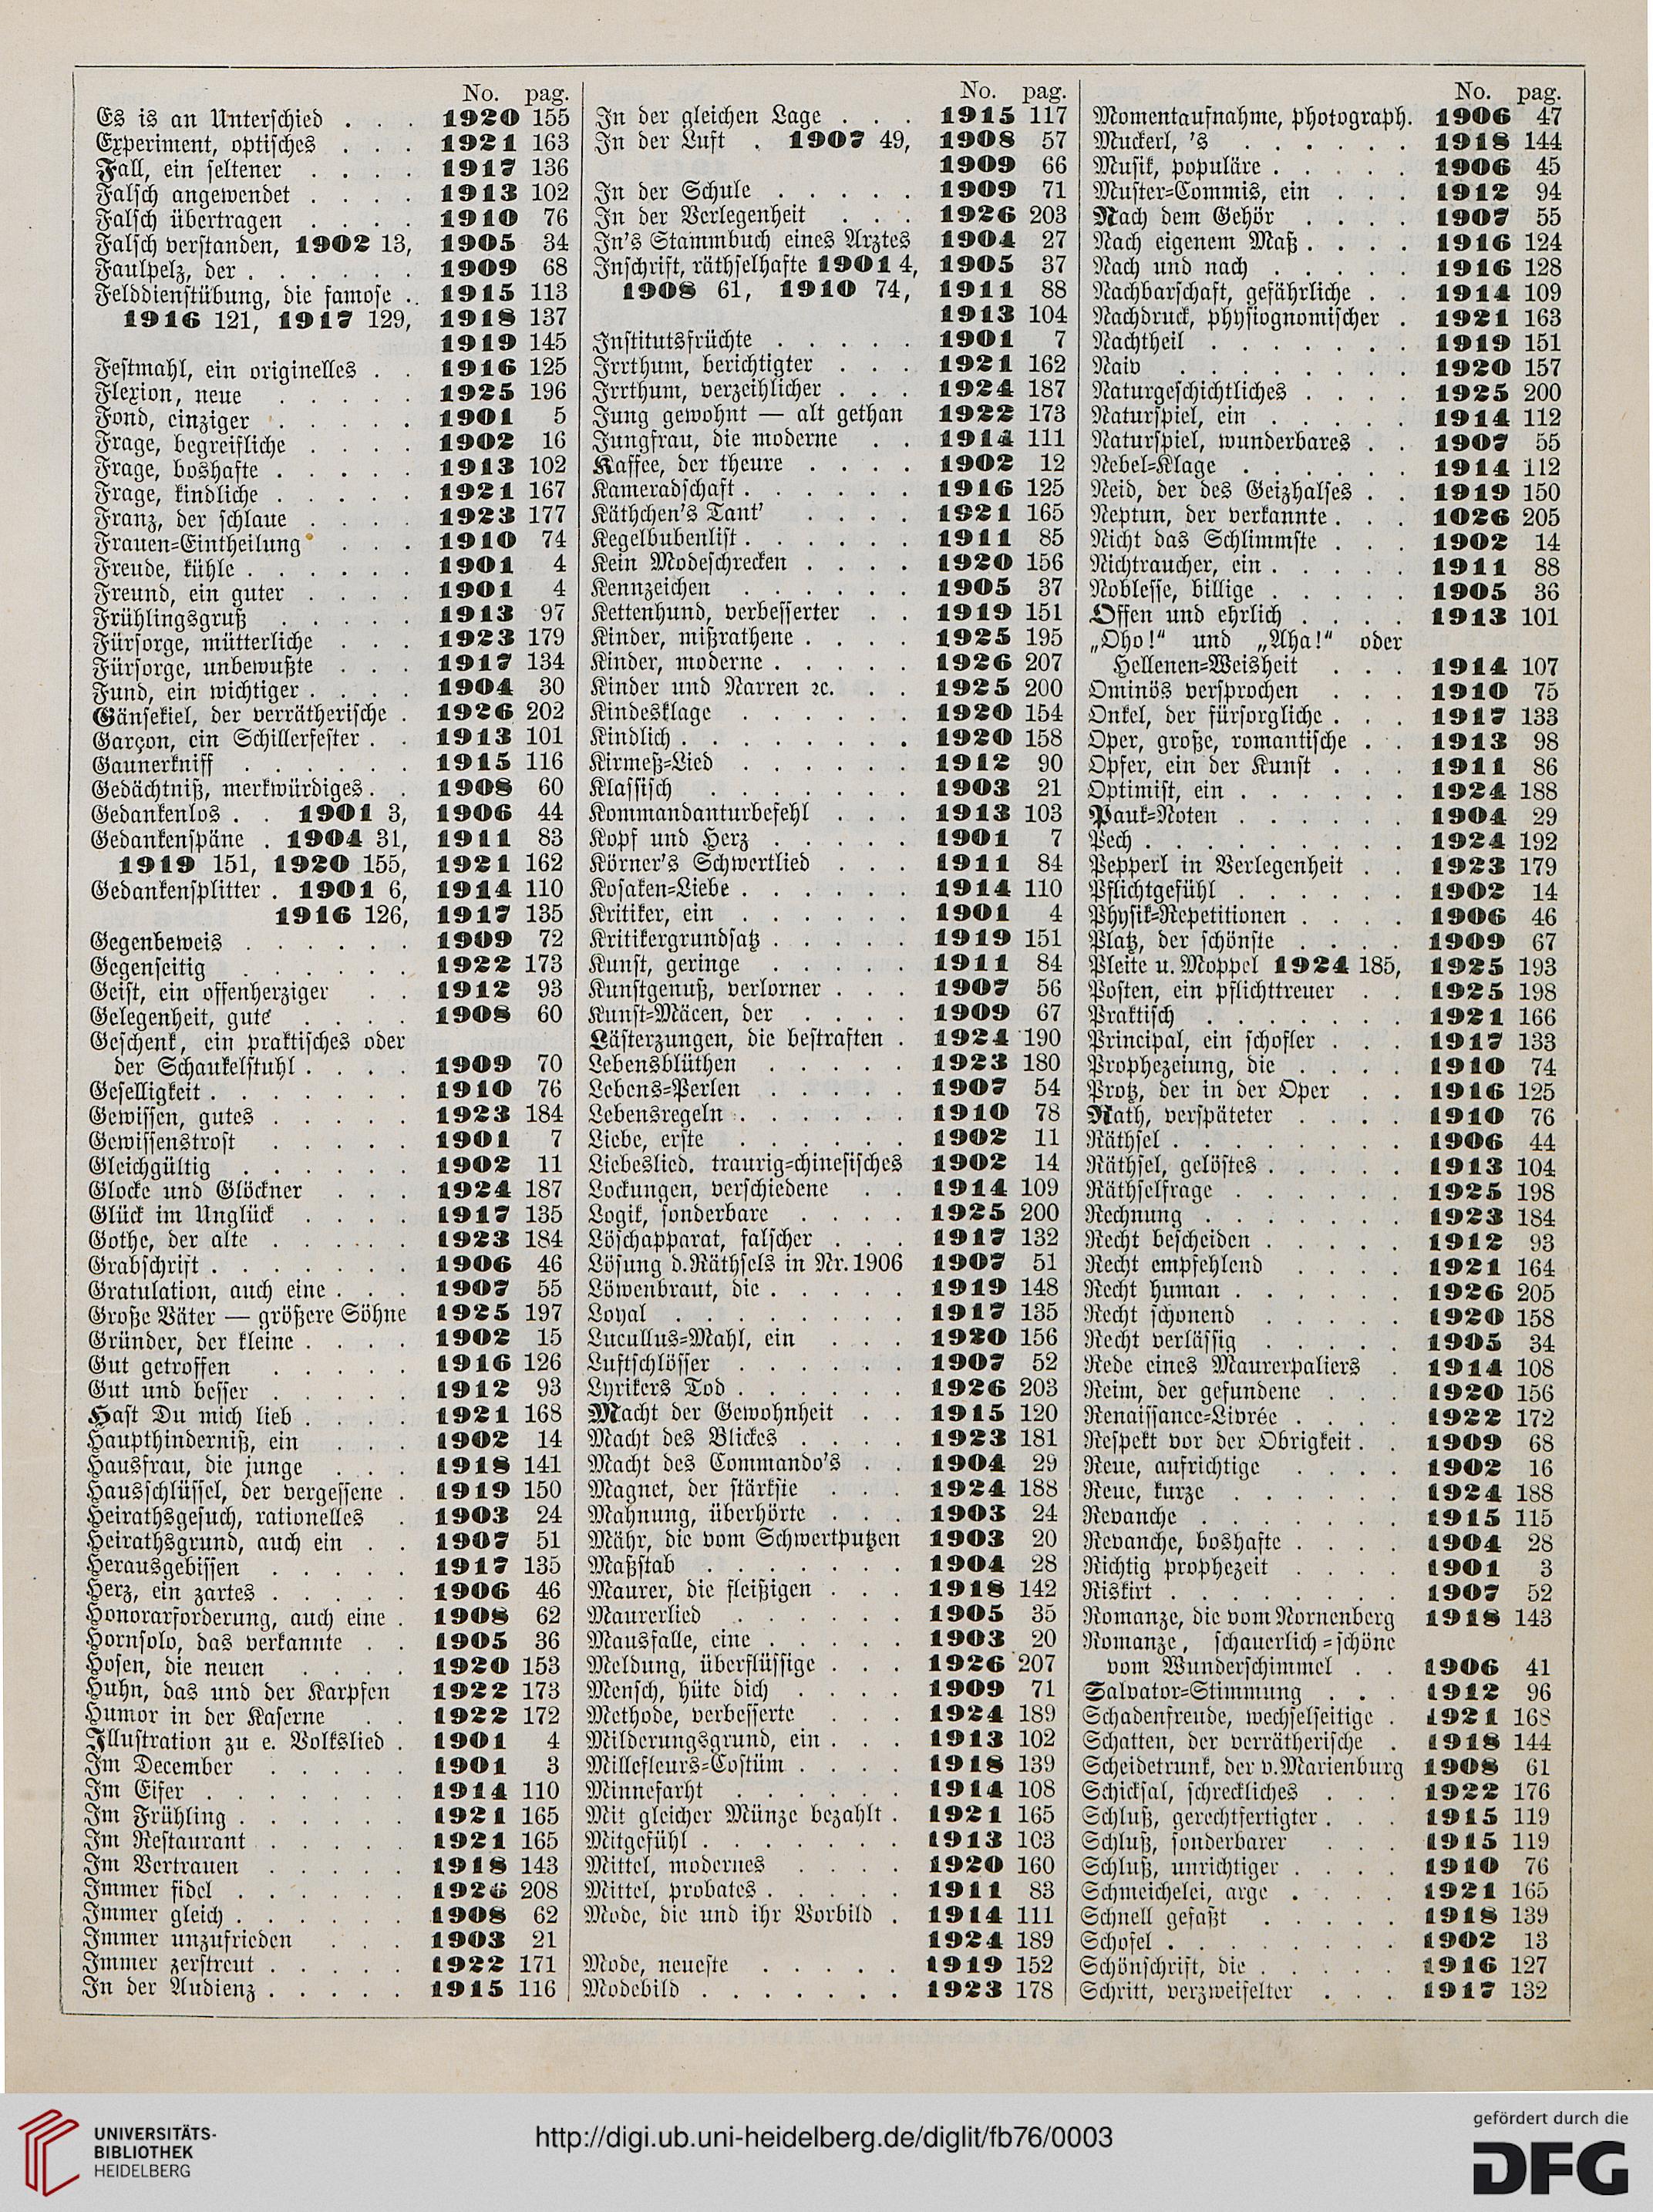 No. pag.
Es is an Unterschied . . . 1920 155
Experiment, optisches . . . 1921 163
Fall, ein seltener . . . . 1917 136
Falsch angewendet . . . . 1913 102
Falsch übertragen . . . . 1910 76
Falsch verstanden, 1902 13, 1905 34
Faulpelz, der . . . . . . 1909 68
Felddienstübung, die famose . . 1915 113
1916 121, 1917 129, 1918 137
1919 145
Festmahl, ein originelles . . 1916 125
Flexion, neue . . . . . 1925 196
Fond, einziger . . . . . 1901 5
Frage, begreifliche . . . . 1902 16
Frage, boshafte . . . . . 1913 102
Frage, kindliche . . . . . 1921 167
Franz, der schlaue . . . . 1923 177
Frauen-Eintheilung . . . 1910 74
Freude, kühle . . . . . . 1901 4
Freund, ein guter . . . . 1901 4
Frühlingsgruß . . . . . 1913 97
Fürsorge, mütterliche . . . 1923 179
Fürsorge, unbewußte . . . 1917 134
Fund, ein wichtiger . . . . 1904 30
Gänsekiel, der verrätherische . 1926 202
Garçon, ein Schillerfester . . 1913 101
Gaunerkniff . . . . . . 1915 116
Gedächtniß, merkwürdiges . . 1908 60
Gedankenlos . . 1901 3, 1906 44
Gedankenspäne . 1904 31, 1911 83
1919 151, 1920 155, 1921 162
Gedankensplitter . 1901 6, 1914 110
1916 126, 1917 135
Gegenbeweis . . . . . . 1909 72
Gegenseitig . . . . . . 1922 173
Geist, ein offenherziger . . 1912 93
Gelegenheit, gute . . . . 1908 60
Geschenk, ein praktisches oder
der Schaukelstuhl . . . . 1909 70
Geselligkeit . . . . . . . 1910 76
Gewissen, gutes . . . . . 1923 184
Gewissenstrost . . . . . 1901 7
Gleichgültig . . . . . . 1902 11
Glocke und Glöckner . . . 1924 187
Glück im Unglück . . . . 1917 135
Gothe, der alte . . . . . 1923 184
Grabschrift . . . . . . . 1906 46
Gratulation, auch eine . . . 1907 55
Große Väter — größere Söhne 1925 197
Gründer, der kleine . . . . 1902 15
Gut getroffen . . . . . 1916 126
Gut und besser . . . . . 1912 93
Hast Du mich lieb . . . . 1921 168
Haupthinderniß, ein . . . 1902 14
Hausfrau, die junge . . . 1918 141
Hausschlüssel, der vergessene . 1919 150
Heirathsgesuch, rationelles . 1903 24
Heirathsgrund, auch ein . . 1907 51
Herausgebissen . . . . . 1917 135
Herz, ein zartes . . . . . 1906 46
Honorarforderung, auch eine . 1908 62
Hornsolo, das verkannte . . 1905 36
Hosen, die neuen . . . . 1920 153
Huhn, das und der Karpfen 1922 173
Humor in der Kaserne . . 1922 172
Illustration zu e. Volkslied . 1901 4
Im December . . . . . 1901 3
Im Eifer . . . . . . . 1914 110
Im Frühling . . . . . . 1921 165
Im Restaurant . . . . . 1921 165
Im Vertrauen . . . . . 1918 143
Immer fidel . . . . . . 1926 208
Immer gleich . . . . . . 1908 62
Immer unzufrieden . . . 1903 21
Immer zerstreut . . . . . 1922 171
In der Audienz . . . . . 1915 116
No. pag.
In der gleichen Lage . . . 1915 117
In der Luft . 1907 49, 1908 57
1909 66
In der Schule . . . . 1909 71
In der Verlegenheit . . . 1926 203
In's Stammbuch eines Arztes 1904 27
Inschrift, räthselhafte 1901 4, 1905 37
1908 61, 1910 74, 1911 88
1913 104
Institutsfrüchte . . . . . 1901 7
Irrthum, berichtigter . . . 1921 162
Irrthum, verzeihlicher . . . 1924 187
Jung gewohnt — alt gethan 1922 173
Jungfrau, die moderne . . 1914 111
Kaffee, der theure . . . . 1902 12
Kameradschaft . . . . . . 1916 125
Käthchen's Tant' . . . . 1921 165
Kegelbubenlist . . . . . . 1911 85
Kein Modeschrecken . . . . 1920 156
Kennzeichen . . . . . . 1905 37
Kettenhund, verbesserter . . 1919 151
Kinder, mißrathene . . . . 1925 195
Kinder, moderne . . . . . 1926 207
Kinder und Narren ꝛc. . . 1925 200
Kindesklage . . . . . . 1920 154
Kindlich . . . . . . . . 1920 158
Kirmeß-Lied . . . . . 1912 90
Klassisch . . . . . . 1903 21
Kommandanturbefehl . . . 1913 103
Kopf und Herz . . . . . 1901 7
Körner's Schwertlied . . . 1911 84
Kosaken-Liebe . . . . . . 1914 110
Kritiker, ein . . . . . . 1901 4
Kritikergrundsatz . . . . . 1919 151
Kunst, geringe . . . . . 1911 84
Kunstgenuß, verlorner . . . 1907 56
Kunst-Mäcen, der . . . . 1909 67
Lästerzungen, die bestraften . 1924 190
Lebensblüthen . . . . . 1923 180
Lebens-Perlen . . . . . 1907 54
Lebensregeln . . . . . . 1910 78
Liebe, erste . . . . . . 1902 11
Liebeslied, traurig-chinesisches 1902 14
Lockungen, verschiedene . . 1914 109
Logik, sonderbare . . . . 1925 200
Löschapparat, falscher . . . 1917 132
Lösung d. Räthsels in Nr. 1906 1907 51
Löwenbraut, die . . . . . 1919 148
Loyal . . . . . . . . 1917 135
Lucullus-Mahl, ein . . . 1920 156
Luftschlösser . . . . . . 1907 52
Lyrikers Tod . . . . . . 1926 203
Macht der Gewohnheit . . 1915 120
Macht des Blickes . . . . 1923 181
Macht des Commando's . . 1904 29
Magnet, der stärkste . . . 1924 188
Mahnung, überhörte . . . 1903 24
Mähr, die vom Schwertputzen 1903 20
Maßstab . . . . . . . 1904 28
Maurer, die fleißigen . . . 1918 142
Maurerlied . . . . . . 1905 35
Mausfalle, eine . . . . . 1903 20
Meldung, überflüssige . . . 1926 207
Mensch, hüte dich . . . . 1909 71
Methode, verbesserte . . . 1924 189
Milderungsgrund, ein . . . 1913 102
Millefleurs-Costüm . . . . 1918 139
Minnefarht . . . . . . 1914 108
Mit gleicher Münze bezahlt . 1921 165
Mitgefühl . . . . . . . 1913 103
Mittel, modernes . . . . 1920 160
Mittel, probates . . . . . 1911 83
Mode, die und ihr Vorbild . 1914 111
1924 189
Mode, neueste . . . . . 1919 152
Modebild . . . . . . . 1923 178
No. pag.
Momentaufnahme, photograph. 1906 47
Muckerl, 's . . . . . . 1918 144
Musik, populäre . . . . . 1906 45
Muster-Commis, ein . . . 1912 94
Nach dem Gehör . . . . 1907 55
Nach eigenem Maß . . . . 1916 124
Nach und nach . . . . . 1916 128
Nachbarschaft, gefährliche . . 1914 109
Nachdruck, physiognomischer . 1921 163
Nachtheil . . . . . . . 1919 151
Naiv . . . . . . . 1920 157
Naturgeschichtliches . . . . 1925 200
Naturspiel, ein . . . . . 1914 112
Naturspiel, wunderbares . . 1907 55
Nebel-Klage . . . . . . 1914 112
Neid, der des Geizhalses . . 1919 150
Neptun, der verkannte . . . 1026 205
Nicht das Schlimmste . . . 1902 14
Nichtraucher, ein . . . . . 1911 88
Noblesse, billige . . . . . 1905 36
Offen und ehrlich . . . . 1913 101
„Oho!“ und „Aha!“ oder
Hellenen-Weisheit . . . 1914 107
Ominös versprochen . . . 1910 75
Onkel, der fürsorgliche . . . 1917 133
Oper, große, romantische . . 1913 98
Opfer, ein der Kunst . . . 1911 86
Optimist, ein . . . . . . 1924 188
Pauk-Noten . . . . . . 1904 29
Pech . . . . . . . . . 1924 192
Pepperl in Verlegenheit . . 1923 179
Pflichtgefühl . . . . . . 1902 14
Physik-Repetitionen . . . . 1906 46
Platz, der schönste . . . . 1909 67
Pleite u. Moppel 1924 185, 1925 193
Posten, ein pflichttreuer . . 1925 198
Praktisch . . . . . . . 1921 166
Principal, ein schofler . . . 1917 133
Prophezeiung, die . . . . 1910 74
Protz, der in der Oper . . 1916 125
Rath, verspäteter . . . . 1910 76
Räthsel . . . . . . . 1906 44
Räthsel, gelöstes . . . . . 1913 104
Räthselfrage . . . . . . 1925 198
Rechnung . . . . . . . 1923 184
Recht bescheiden . . . . . 1912 93
Recht empfehlend . . . . 1921 164
Recht human . . . . . . 1926 205
Recht schonend . . . . . 1920 158
Recht verlässig . . . . . 1905 34
Rede eines Maurerpaliers . 1914 108
Reim, der gefundene . . . 1920 156
Renaissance-Livrée . . . . 1922 172
Respekt vor der Obrigkeit . . 1909 68
Reue, aufrichtige . . . . 1902 16
Reue, kurze . . . . . . 1924 188
Revanche . . . . . . . 1915 115
Revanche, boshafte . . . . 1904 28
Richtig prophezeit . . . . 1901 3
Riskirt . . . . . . . . 1907 52
Romanze, die vom Nornenberg 1918 143
Romanze, schauerlich-schöne
vom Wunderschimmel . . 1906 41
Salvator-Stimmung . . . 1912 96
Schadenfreude, wechselseitige . 1921 168
Schatten, der verrätherische . 1918 144
Scheidetrunk, der v. Marienburg 1908 61
Schicksal, schreckliches . . . 1922 176
Schluß, gerechtfertigter . . . 1915 119
Schluß, sonderbarer . . . 1915 119
Schluß, unrichtiger . . . . 1910 76
Schmeichelei, arge . . . . 1921 165
Schnell gefaßt . . . . . 1918 139
Schofel . . . . . . . . 1902 13
Schönschrift, die . . . . . 1916 127
Schritt, verzweifelter . . . 1917 132
UNIVERSITÄTS-
BIBLIOTHEK
HEIDELBERG
http://digi.ub.uni-heidelberg.de/diglit/fb76/0003
gefördert durch die
DFG